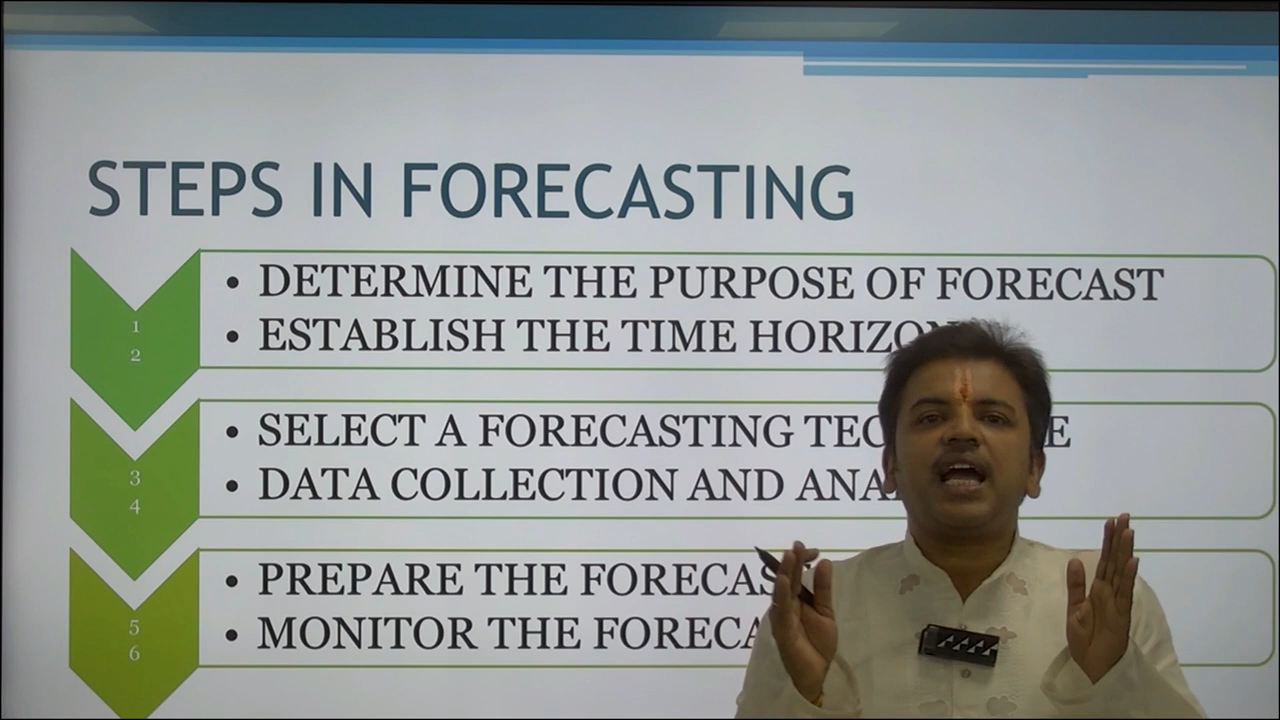 STEPS IN FORECASTING
1
• DETERMINE THE PURPOSE OF FORECAST
2
• ESTABLISH THE TIME
3
• SELECT A FORECASTING
4
• DATA COLLECTION AND
5
• PREPARE THE
6
• MONITOR THE